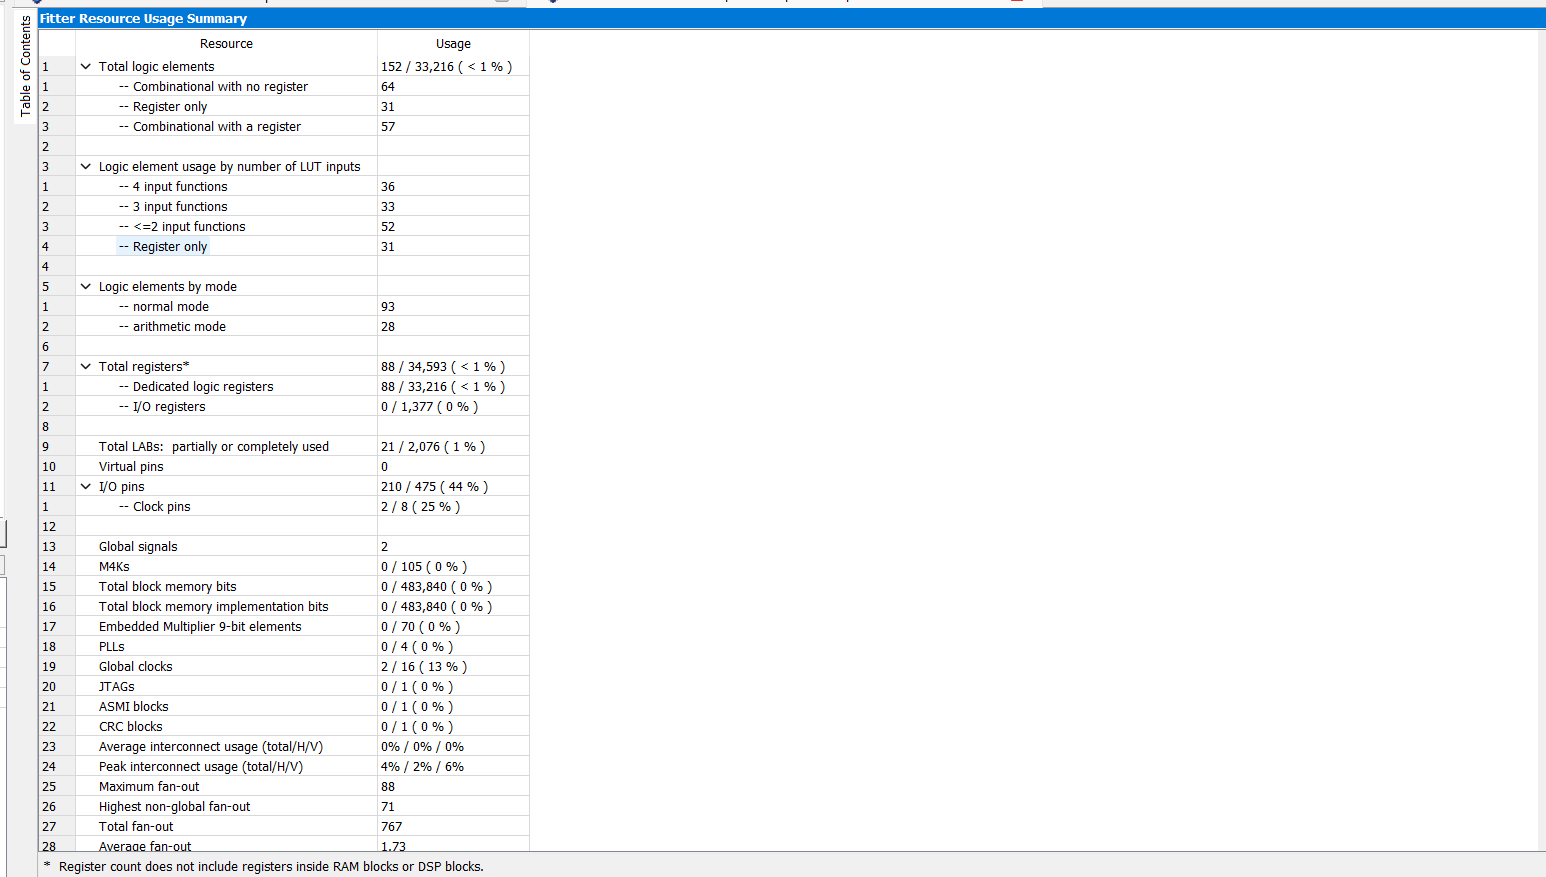 Table of Contents
Fitter Resource Usage Summary
Resource Usage
1 Total logic elements 152 / 33,216 ( < 1 % )
1 -- Combinational with no register 64
2 -- Register only 31
3 -- Combinational with a register 57
2
3 Logic element usage by number of LUT inputs
1 -- 4 input functions 36
2 -- 3 input functions 33
3 -- <=2 input functions 52
4 -- Register only 31
4
5 Logic elements by mode
1 -- normal mode 93
2 -- arithmetic mode 28
6
7 Total registers* 88 / 34,593 ( < 1 % )
1 -- Dedicated logic registers 88 / 33,216 ( < 1 % )
2 -- I/O registers 0 / 1,377 ( 0 % )
8
9 Total LABs: partially or completely used 21 / 2,076 ( 1 % )
10 Virtual pins 0
11 I/O pins 210 / 475 ( 44 % )
1 -- Clock pins 2 / 8 ( 25 % )
12
13 Global signals 2
14 M4Ks 0 / 105 ( 0 % )
15 Total block memory bits 0 / 483,840 ( 0 % )
16 Total block memory implementation bits 0 / 483,840 ( 0 % )
17 Embedded Multiplier 9-bit elements 0 / 70 ( 0 % )
18 PLLs 0 / 4 ( 0 % )
19 Global clocks 2 / 16 ( 13 % )
20 JTAGs 0 / 1 ( 0 % )
21 ASMI blocks 0 / 1 ( 0 % )
22 CRC blocks 0 / 1 ( 0 % )
23 Average interconnect usage (total/H/V) 0% / 0% / 0%
24 Peak interconnect usage (total/H/V) 4% / 2% / 6%
25 Maximum fan-out 88
26 Highest non-global fan-out 71
27 Total fan-out 767
28 Average fan-out 1.73
* Register count does not include registers inside RAM blocks or DSP blocks.